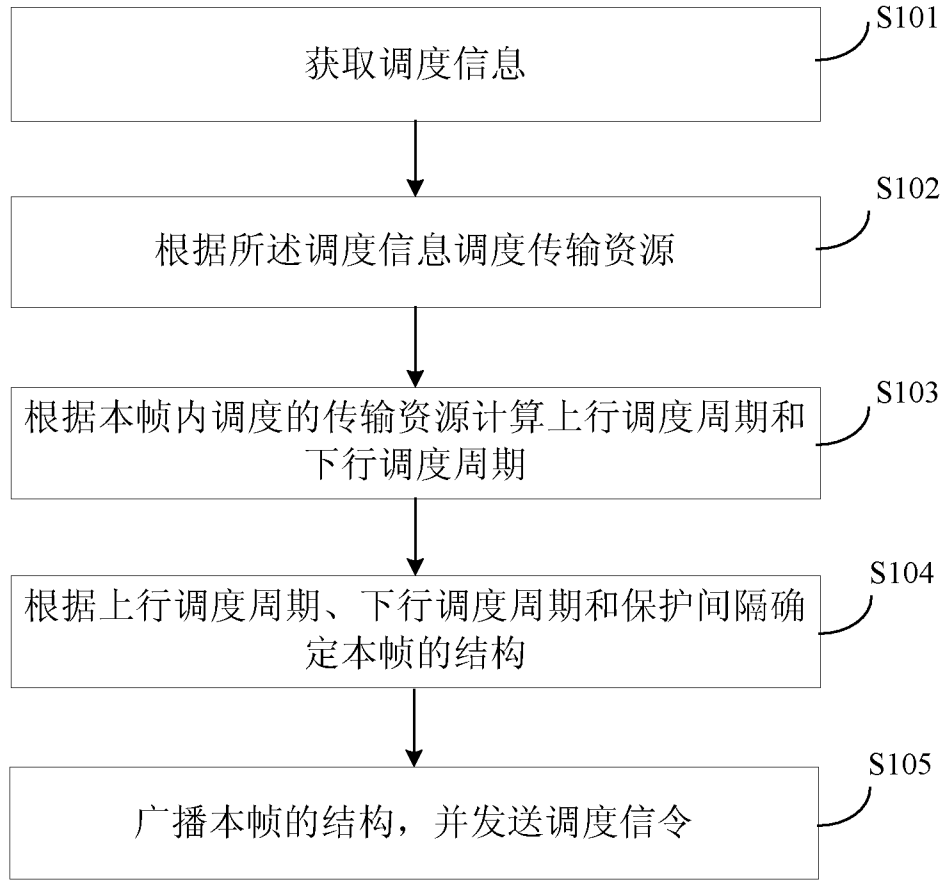 S101
获取调度信息
S102
根据所述调度信息调度传输资源
S103
根据本帧内调度的传输资源计算上行调度周期和
下行调度周期
S104
根据上行调度周期、下行调度周期和保护间隔确
定本帧的结构
S105
广播本帧的结构，并发送调度信令